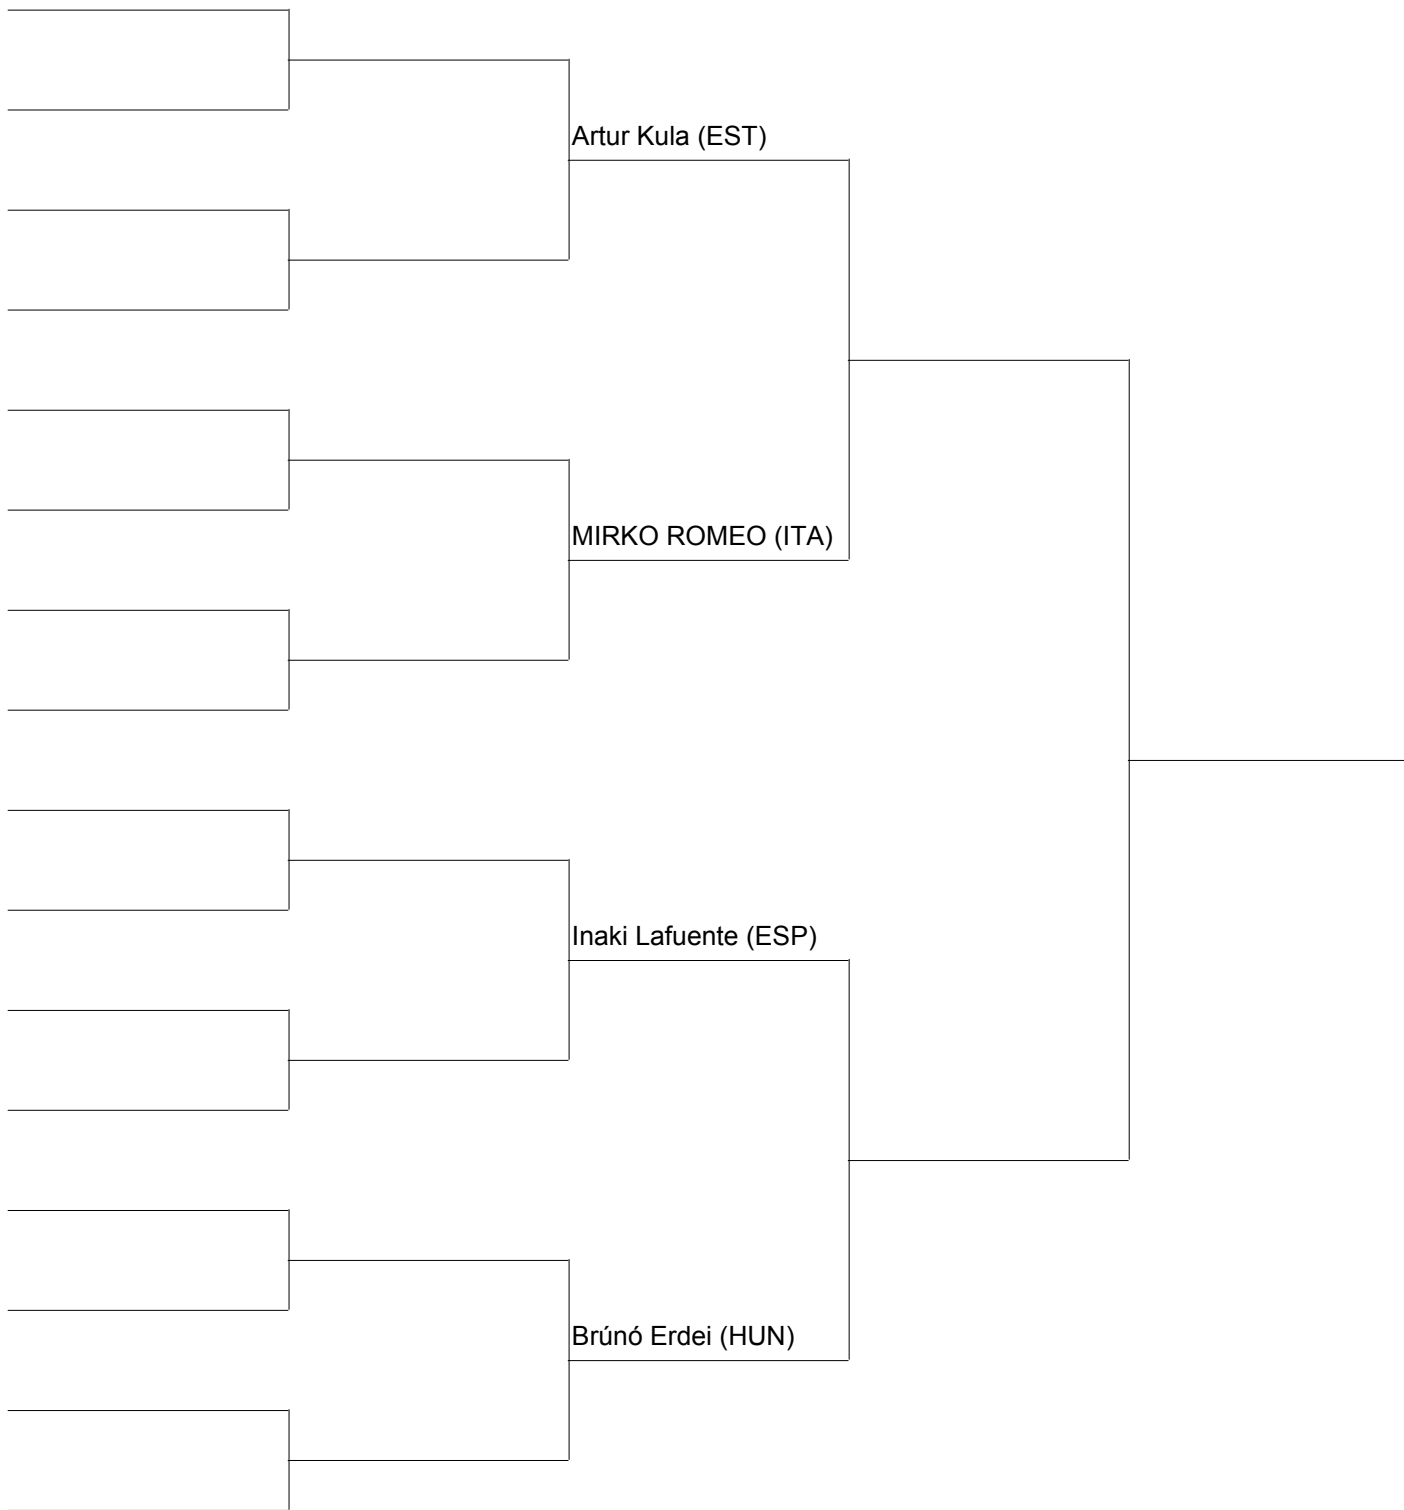 Artur Kula (EST)
MIRKO ROMEO (ITA)
Inaki Lafuente (ESP)
Brúnó Erdei (HUN)